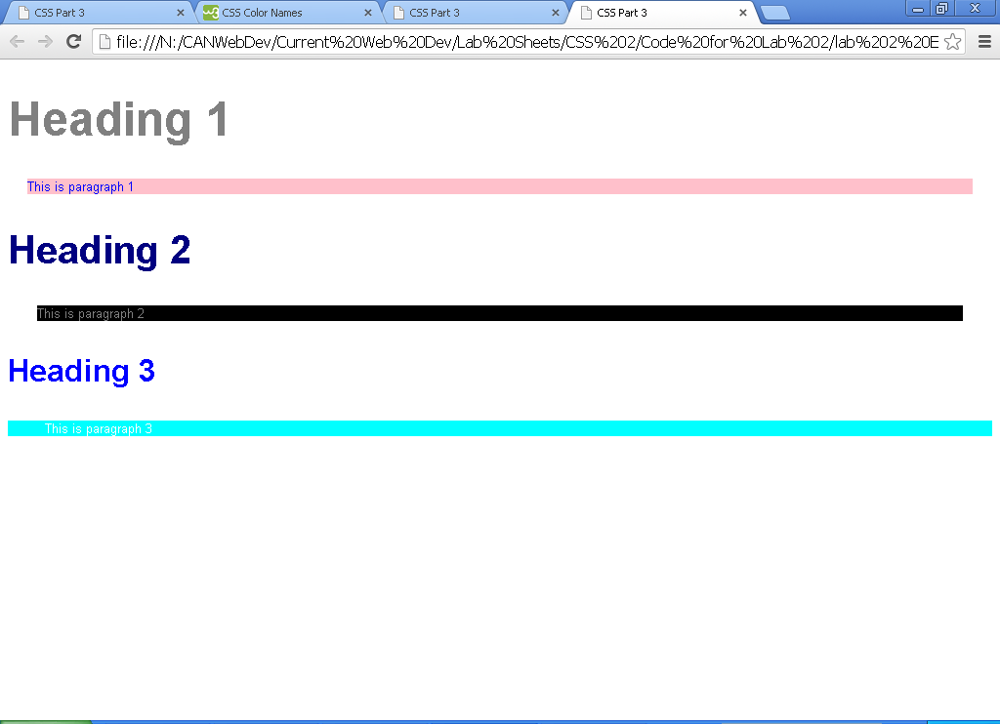 CSS Part 3
CSS Color Names
CSS Part 3
CSS Part 3
file:///N:/CANWebDev/Current%20Web%20Dev/Lab%20Sheets/CSS%202/Code%20for%20Lab%202/lab%202%20E
Heading 1
This is paragraph 1
Heading 2
This is paragraph 2
Heading 3
This is paragraph 3